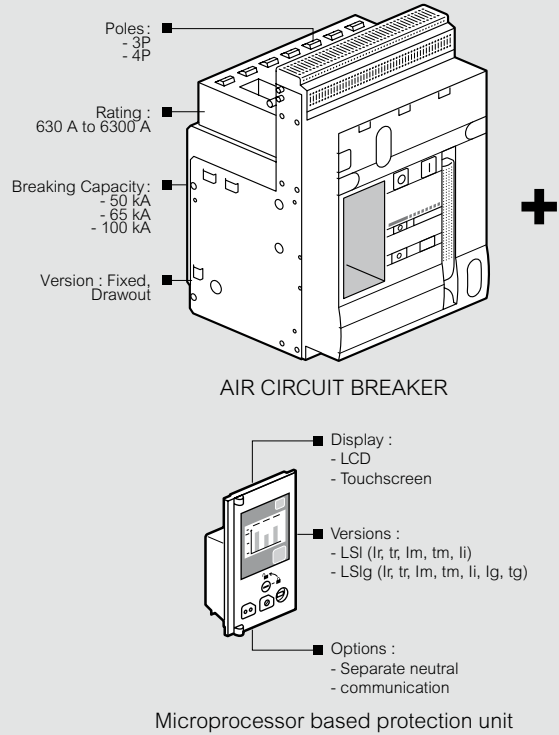 Poles:
- 3P
- 4P
Rating :
630 A to 6300 A
Breaking Capacity:
- 50 kA
- 65 kA
- 100 kA
Version : Fixed,
Drawout
AIR CIRCUIT BREAKER
Display :
- LCD
- Touchscreen
Versions :
- LSI (Ir, tr, Im, tm, Ii)
- LSIg (Ir, tr, Im, tm, Ii, Ig, tg)
Options :
- Separate neutral
- communication
Microprocessor based protection unit